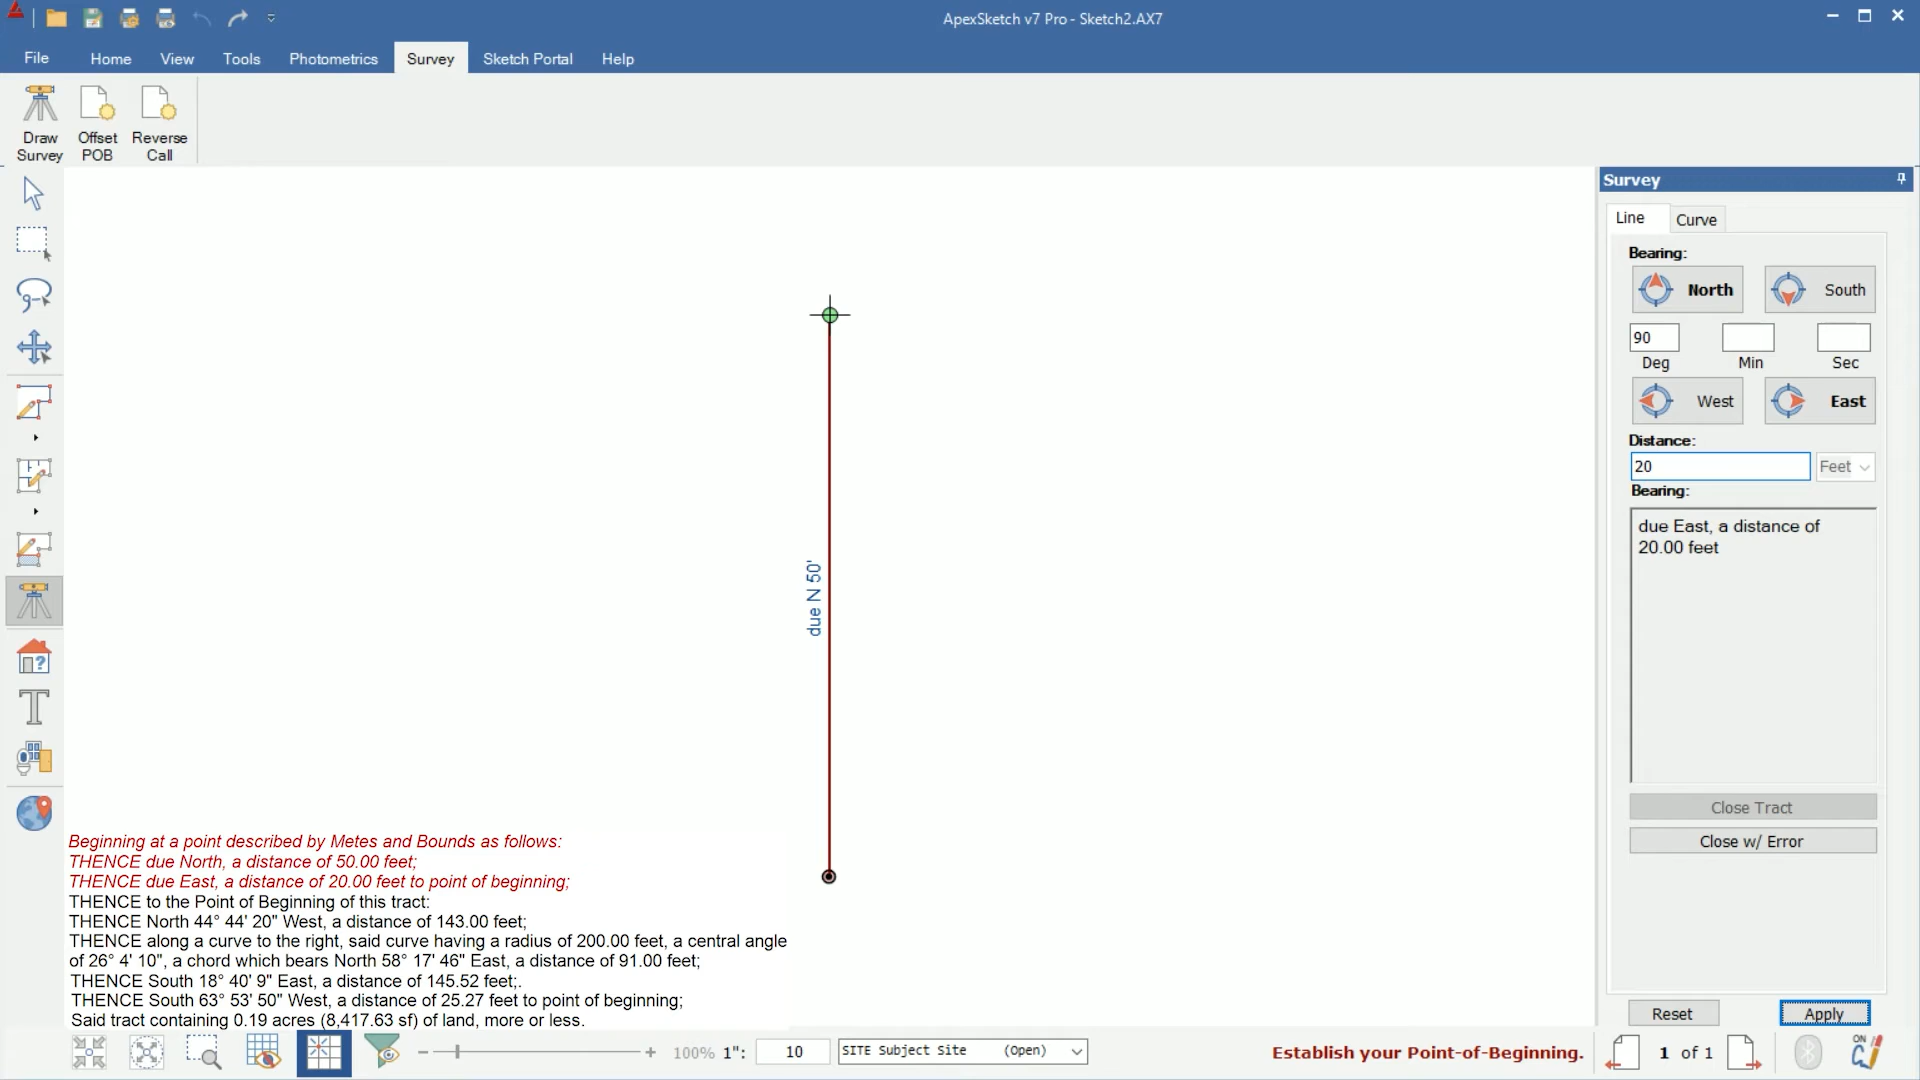 ApexSketch v7 Pro - Sketch2.AX7
File Home View Tools Photometrics Survey Sketch Portal Help
Draw Survey
Offset POB
Reverse Call
Survey
Line Curve
Bearing:
North South
90
Deg Min Sec
West East
Distance:
20 Feet
Bearing:
due East, a distance of
20.00 feet
due N 50'
Close Tract
Close w/ Error
Reset Apply
Beginning at a point described by Metes and Bounds as follows:
THENCE due North, a distance of 50.00 feet;
THENCE due East, a distance of 20.00 feet to point of beginning;
THENCE to the Point of Beginning of this tract:
THENCE North 44° 44' 20" West, a distance of 143.00 feet;
THENCE along a curve to the right, said curve having a radius of 200.00 feet, a central angle
of 26° 4' 10", a chord which bears North 58° 17' 46" East, a distance of 91.00 feet;
THENCE South 18° 40' 9" East, a distance of 145.52 feet;.
THENCE South 63° 53' 50" West, a distance of 25.27 feet to point of beginning;
Said tract containing 0.19 acres (8,417.63 sf) of land, more or less.
100% 1": 10 SITE Subject Site (Open) Establish your Point-of-Beginning. 1 of 1 ON